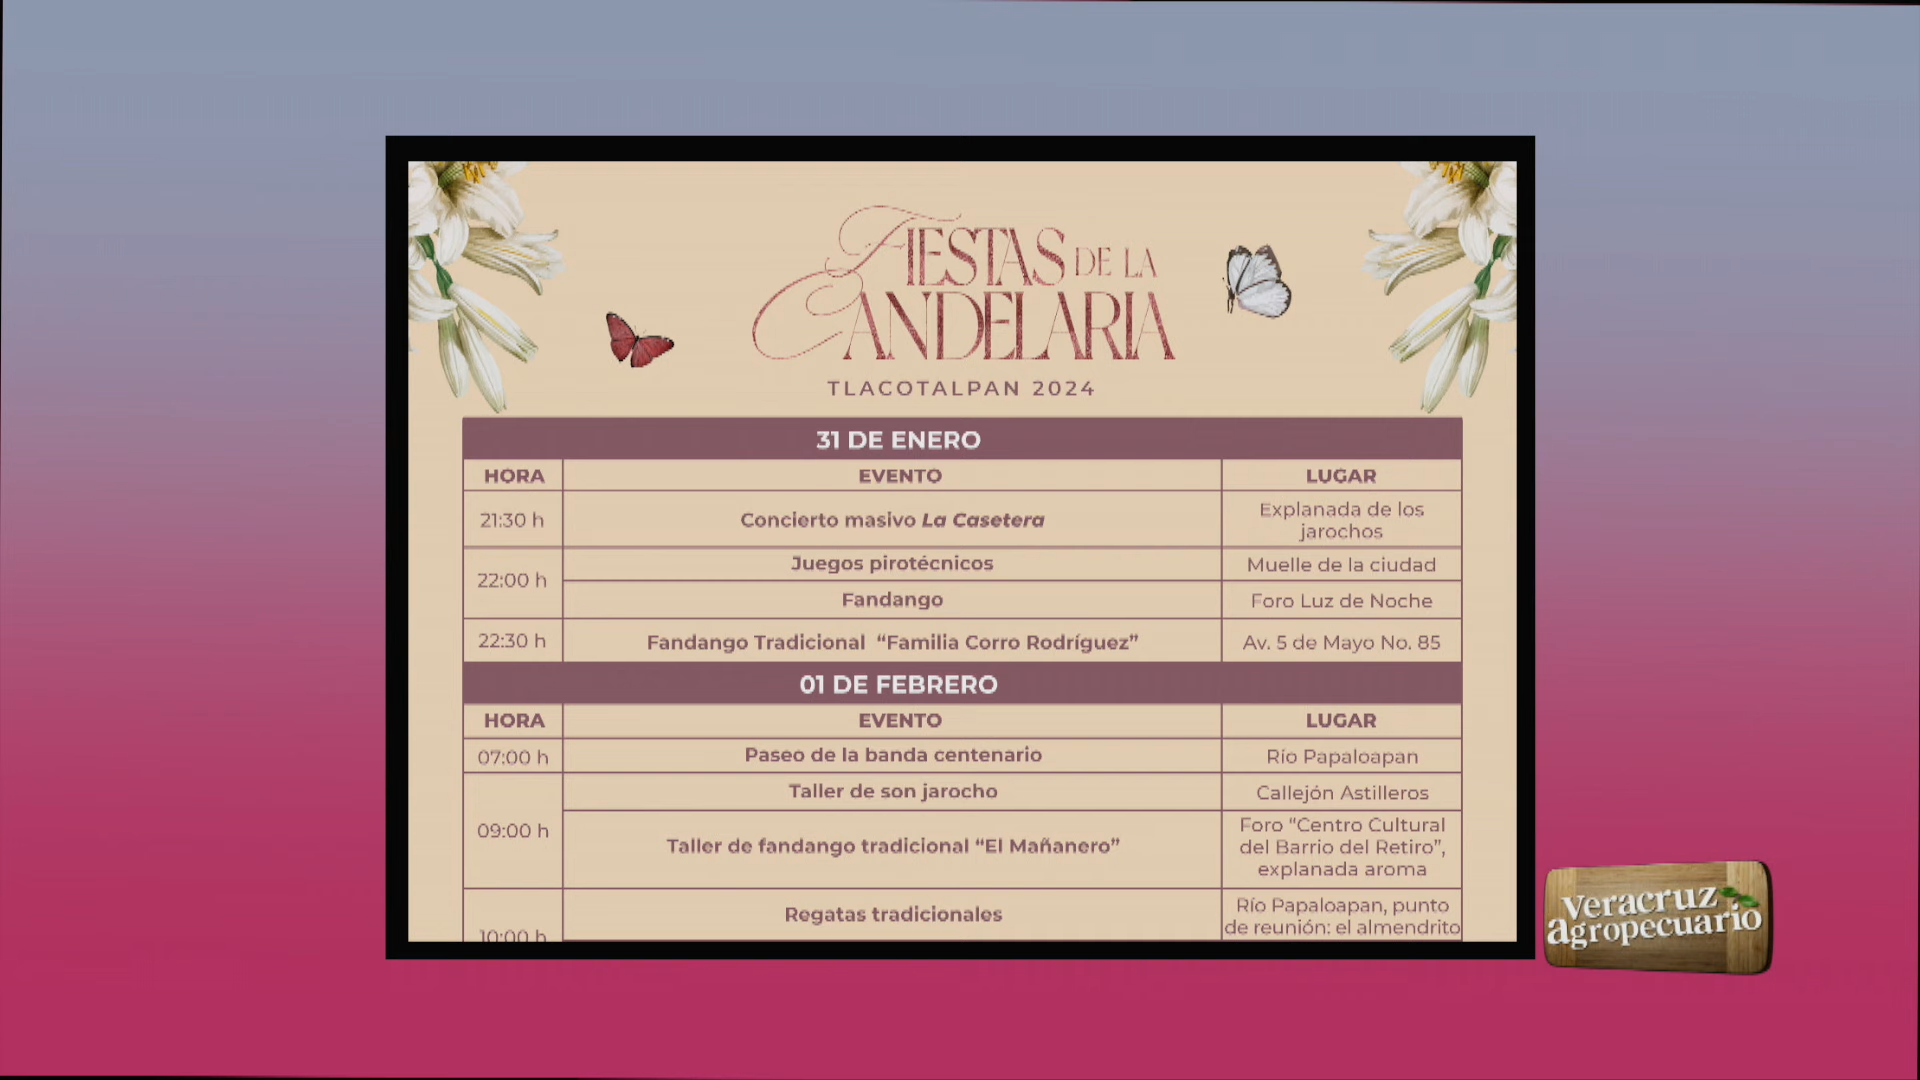 FIESTAS DE LA
CANDELARIA
TLACOTALPAN 2024
31 DE ENERO
HORA EVENTO LUGAR
21:30 h Concierto masivo La Casetera Explanada de los
jarochos
22:00 h Juegos pirotécnicos Muelle de la ciudad
Fandango Foro Luz de Noche
22:30 h Fandango Tradicional “Familia Corro Rodríguez” Av. 5 de Mayo No. 85
01 DE FEBRERO
HORA EVENTO LUGAR
07:00 h Paseo de la banda centenario Río Papaloapan
09:00 h Taller de son jarocho Callejón Astilleros
Taller de fandango tradicional “El Mañanero” Foro “Centro Cultural
del Barrio del Retiro”,
explanada aroma
10:00 h Regatas tradicionales Río Papaloapan, punto
de reunión: el almendrito
Veracruz
agropecuario